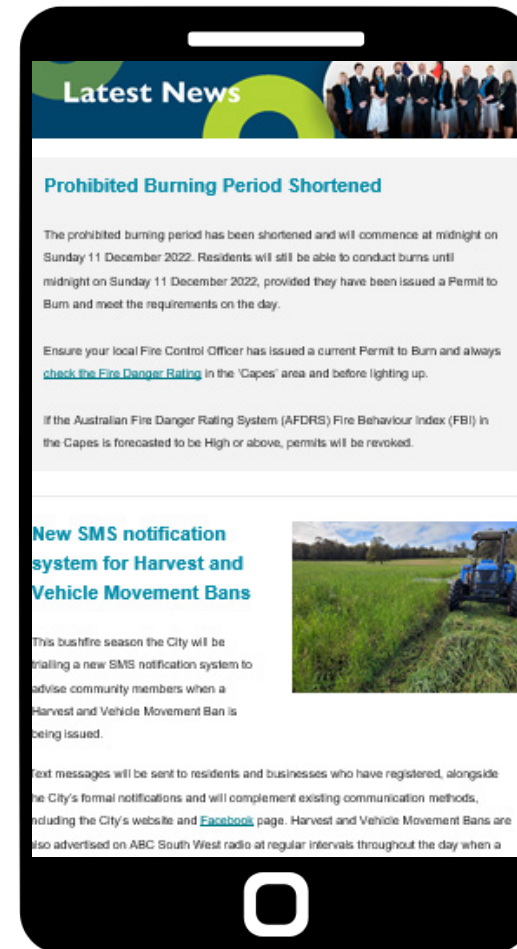 Latest News
Prohibited Burning Period Shortened
The prohibited burning period has been shortened and will commence at midnight on
Sunday 11 December 2022. Residents will still be able to conduct burns until
midnight on Sunday 11 December 2022, provided they have been issued a Permit to
Burn and meet the requirements on the day.
Ensure your local Fire Control Officer has issued a current Permit to Burn and always
check the Fire Danger Rating in the 'Capes' area and before lighting up.
If the Australian Fire Danger Rating System (AFDRS) Fire Behaviour Index (FBI) in
the Capes is forecasted to be High or above, permits will be revoked.
New SMS notification
system for Harvest and
Vehicle Movement Bans
This bushfire season the City will be
trialling a new SMS notification system to
advise community members when a
Harvest and Vehicle Movement Ban is
being issued.
Text messages will be sent to residents and businesses who have registered, alongside
he City's formal notifications and will complement existing communication methods,
ncluding the City's website and Facebook page. Harvest and Vehicle Movement Bans are
lso advertised on ABC South West radio at regular intervals throughout the day when a